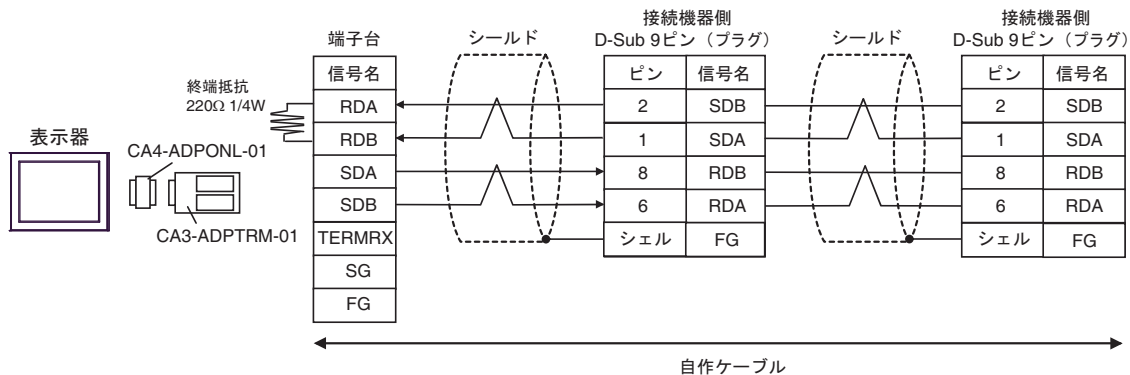 表示器
CA4-ADPONL-01
CA3-ADPTRM-01
終端抵抗
220Ω 1/4W
端子台
信号名
RDA
RDB
SDA
SDB
TERMRX
SG
FG
シールド
接続機器側
D-Sub 9ピン（プラグ）
ピン 信号名
2 SDB
1 SDA
8 RDB
6 RDA
シェル FG
シールド
接続機器側
D-Sub 9ピン（プラグ）
ピン 信号名
2 SDB
1 SDA
8 RDB
6 RDA
シェル FG
自作ケーブル